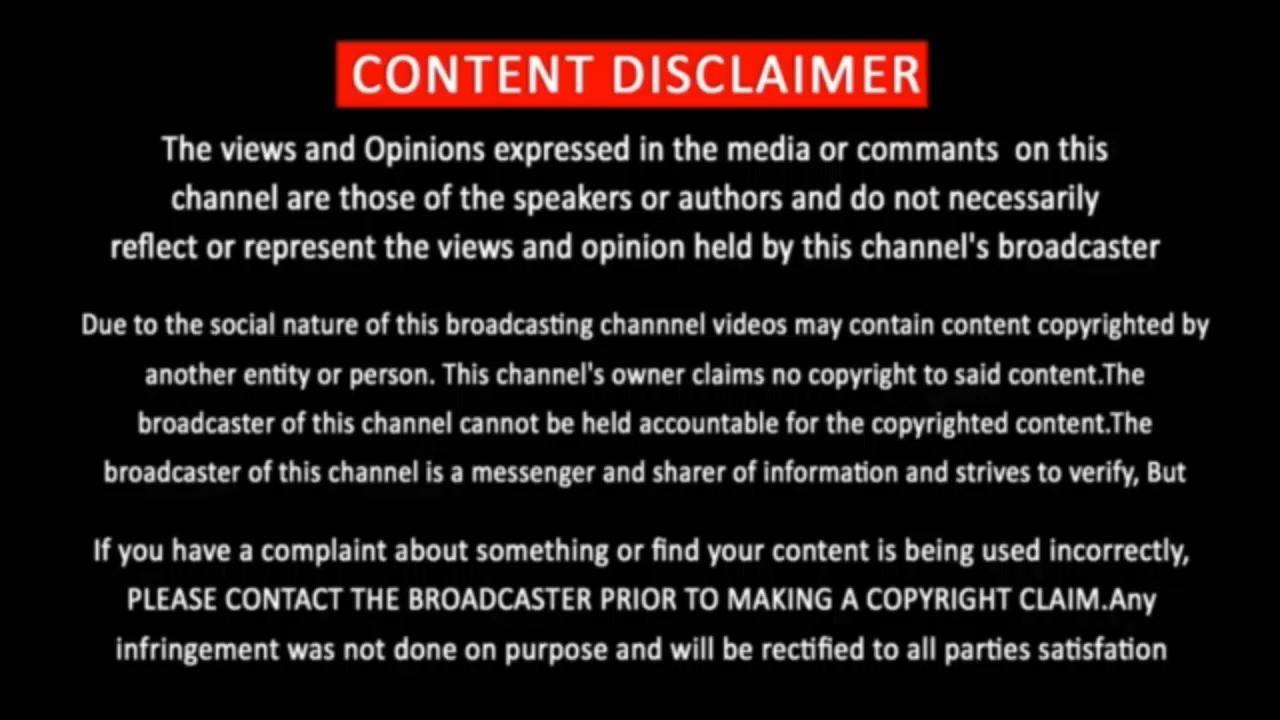 CONTENT DISCLAIMER
The views and Opinions expressed in the media or commants on this
channel are those of the speakers or authors and do not necessarily
reflect or represent the views and opinion held by this channel's broadcaster
Due to the social nature of this broadcasting channnel videos may contain content copyrighted by
another entity or person. This channel's owner claims no copyright to said content.The
broadcaster of this channel cannot be held accountable for the copyrighted content.The
broadcaster of this channel is a messenger and sharer of information and strives to verify, But
If you have a complaint about something or find your content is being used incorrectly,
PLEASE CONTACT THE BROADCASTER PRIOR TO MAKING A COPYRIGHT CLAIM.Any
infringement was not done on purpose and will be rectified to all parties satisfation